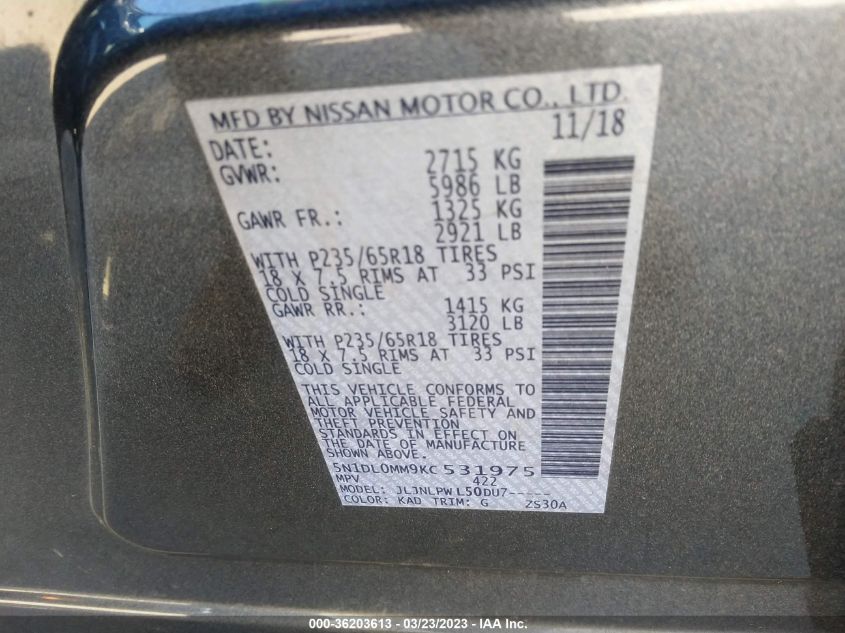 MFD BY NISSAN MOTOR CO., LTD.
DATE: 11/18
GVWR: 2715 KG
5986 LB
GAWR FR.: 1325 KG
2921 LB
WITH P235/65R18 TIRES
18 X 7.5 RIMS AT 33 PSI
COLD SINGLE
GAWR RR.: 1415 KG
3120 LB
WITH P235/65R18 TIRES
18 X 7.5 RIMS AT 33 PSI
COLD SINGLE
THIS VEHICLE CONFORMS TO
ALL APPLICABLE FEDERAL
MOTOR VEHICLE SAFETY AND
THEFT PREVENTION
STANDARDS IN EFFECT ON
THE DATE OF MANUFACTURE
SHOWN ABOVE.
5N1DL0MM9KC531975
MPV 422
MODEL: JLJNLPWL50DU7----
COLOR: KAD TRIM: G ZS30A
000-36203613 - 03/23/2023 - IAA Inc.